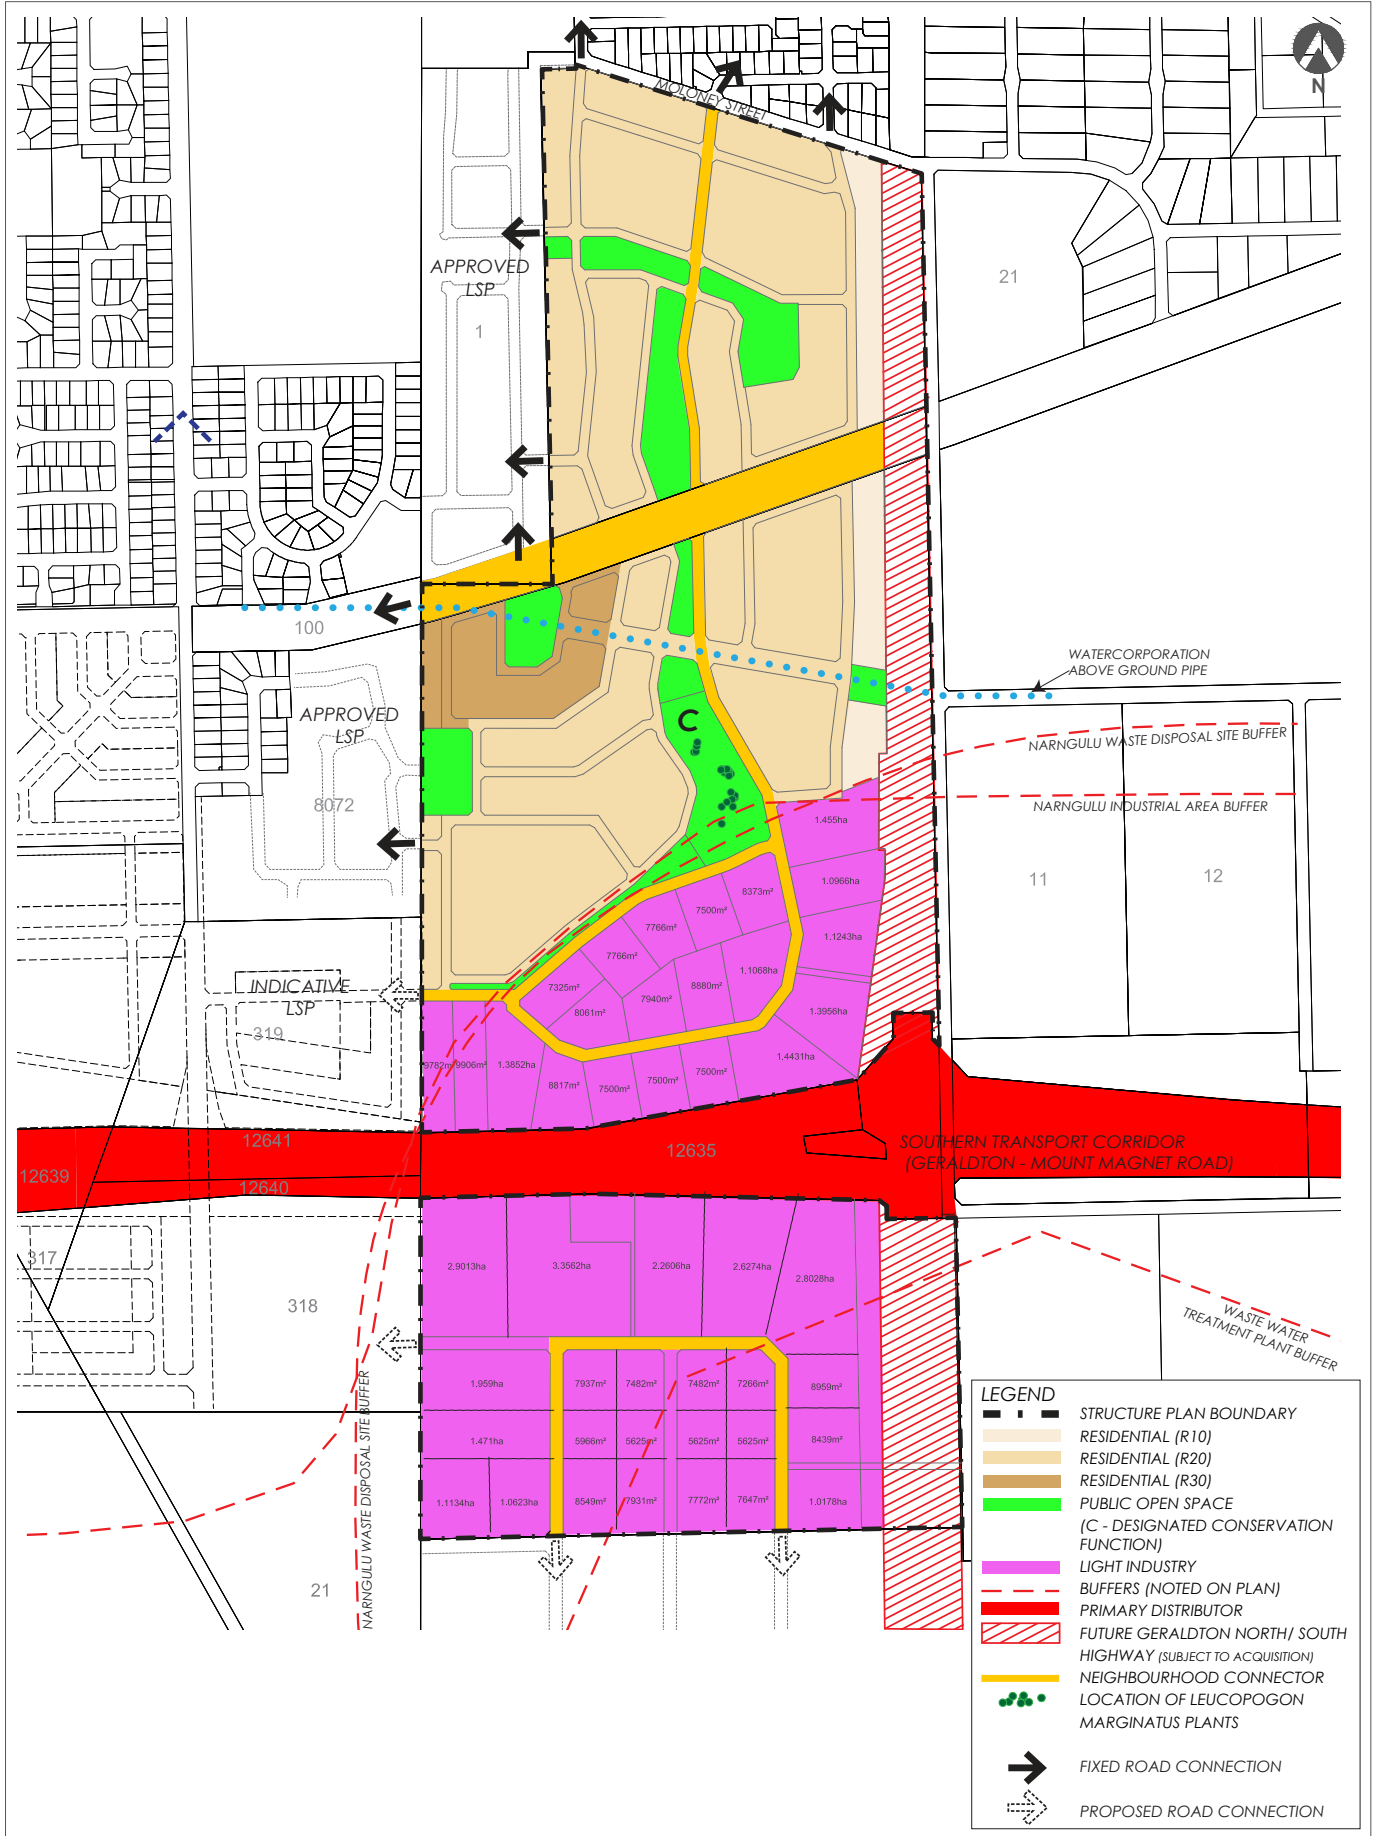 N
MOLONEY STREET
APPROVED
LSP
1
21
100
WATERCORPORATION
ABOVE GROUND PIPE
APPROVED
LSP
C
NARNGULU WASTE DISPOSAL SITE BUFFER
8072
NARNGULU INDUSTRIAL AREA BUFFER
1.455ha
11
12
1.0966ha
8373m²
7500m²
7766m²
1.1243ha
7766m²
1.1068ha
INDICATIVE
LSP
7325m²
8880m²
7940m²
8061m²
1.3956ha
319
9782m²
9906m²
1.3852ha
1.4431ha
8817m²
7500m²
7500m²
7500m²
12641
12635
SOUTHERN TRANSPORT CORRIDOR
(GERALDTON - MOUNT MAGNET ROAD)
12639
12640
317
2.9013ha
3.3562ha
2.2606ha
2.6274ha
2.8028ha
318
WASTE WATER
TREATMENT PLANT BUFFER
1.959ha
7937m²
7482m²
7482m²
7266m²
8959m²
1.471ha
5966m²
5625m²
5625m²
5625m²
8439m²
1.1134ha
1.0623ha
8549m²
7931m²
7772m²
7647m²
1.0178ha
NARNGULU WASTE DISPOSAL SITE BUFFER
21
LEGEND
STRUCTURE PLAN BOUNDARY
RESIDENTIAL (R10)
RESIDENTIAL (R20)
RESIDENTIAL (R30)
PUBLIC OPEN SPACE
(C - DESIGNATED CONSERVATION
FUNCTION)
LIGHT INDUSTRY
BUFFERS (NOTED ON PLAN)
PRIMARY DISTRIBUTOR
FUTURE GERALDTON NORTH/ SOUTH
HIGHWAY (SUBJECT TO ACQUISITION)
NEIGHBOURHOOD CONNECTOR
LOCATION OF LEUCOPOGON
MARGINATUS PLANTS
FIXED ROAD CONNECTION
PROPOSED ROAD CONNECTION